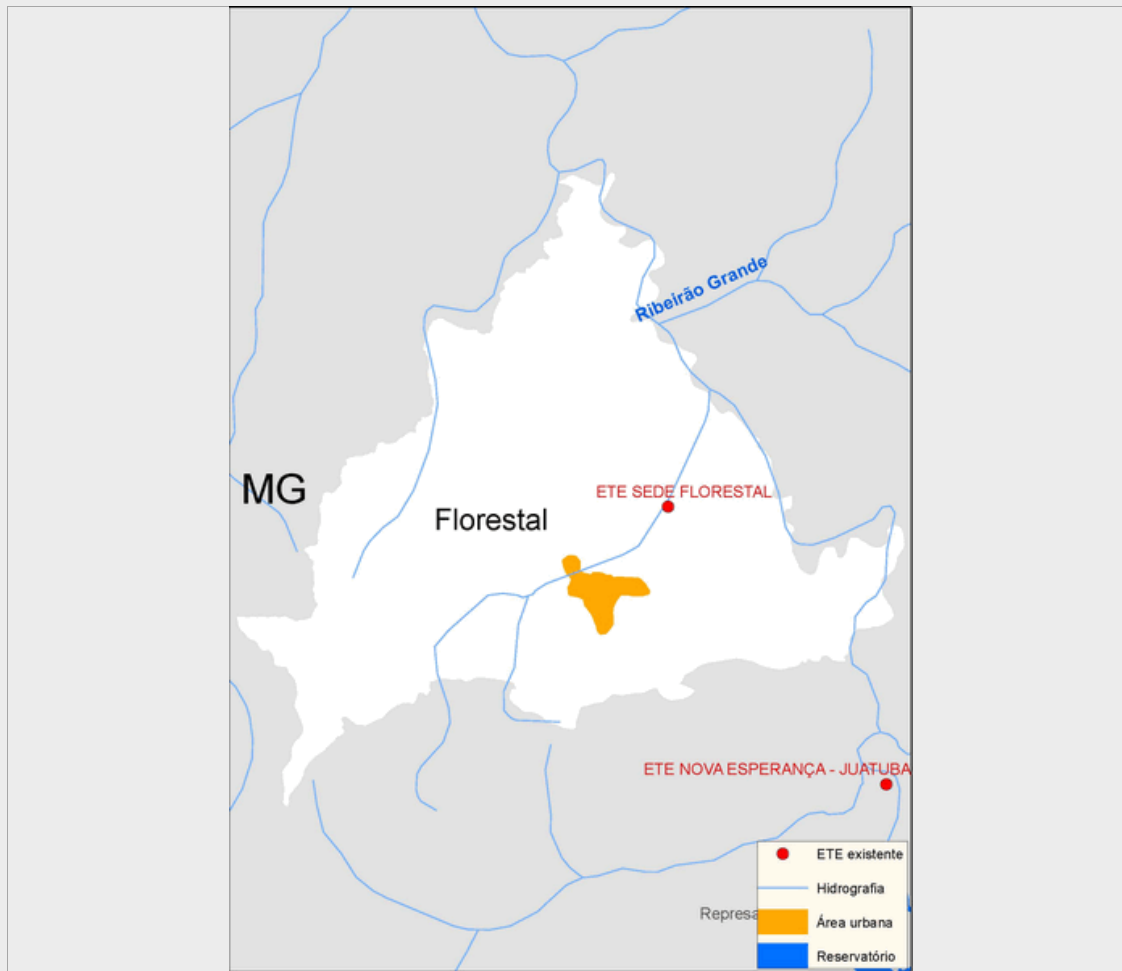 Ribeirão Grande
MG
ETE SEDE FLORESTAL
Florestal
ETE NOVA ESPERANÇA - JUATUBA
ETE existente
Hidrografia
Represa
Área urbana
Reservatório